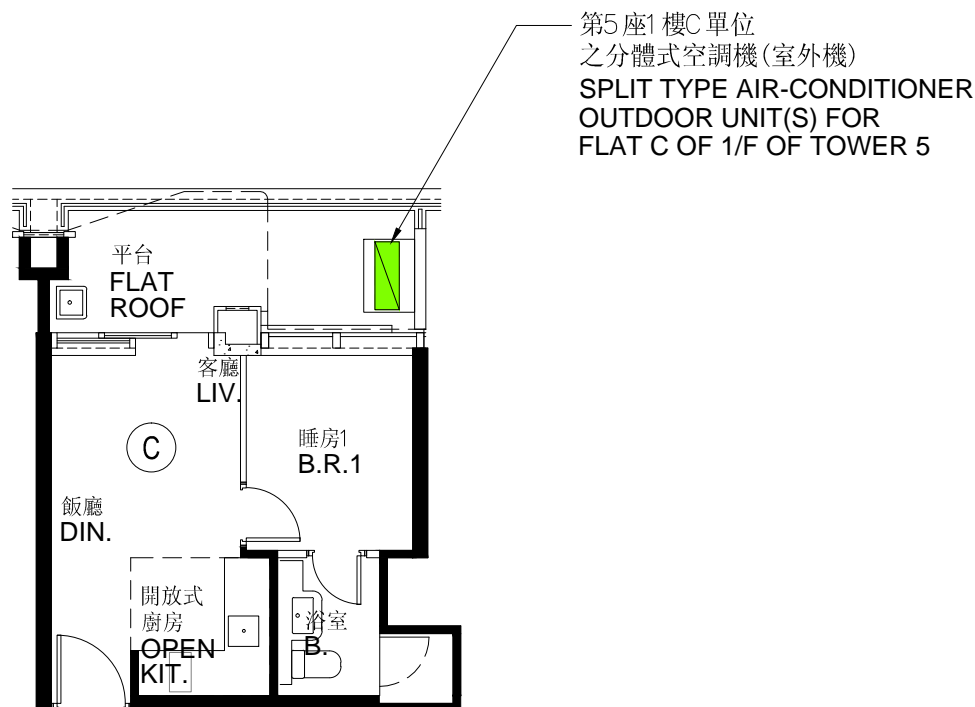 第5座1樓C單位
之分體式空調機(室外機)
SPLIT TYPE AIR-CONDITIONER
OUTDOOR UNIT(S) FOR
FLAT C OF 1/F OF TOWER 5
平台
FLAT
ROOF
客廳
LIV.
C
睡房1
B.R.1
飯廳
DIN.
開放式
廚房
OPEN
KIT.
浴室
B.